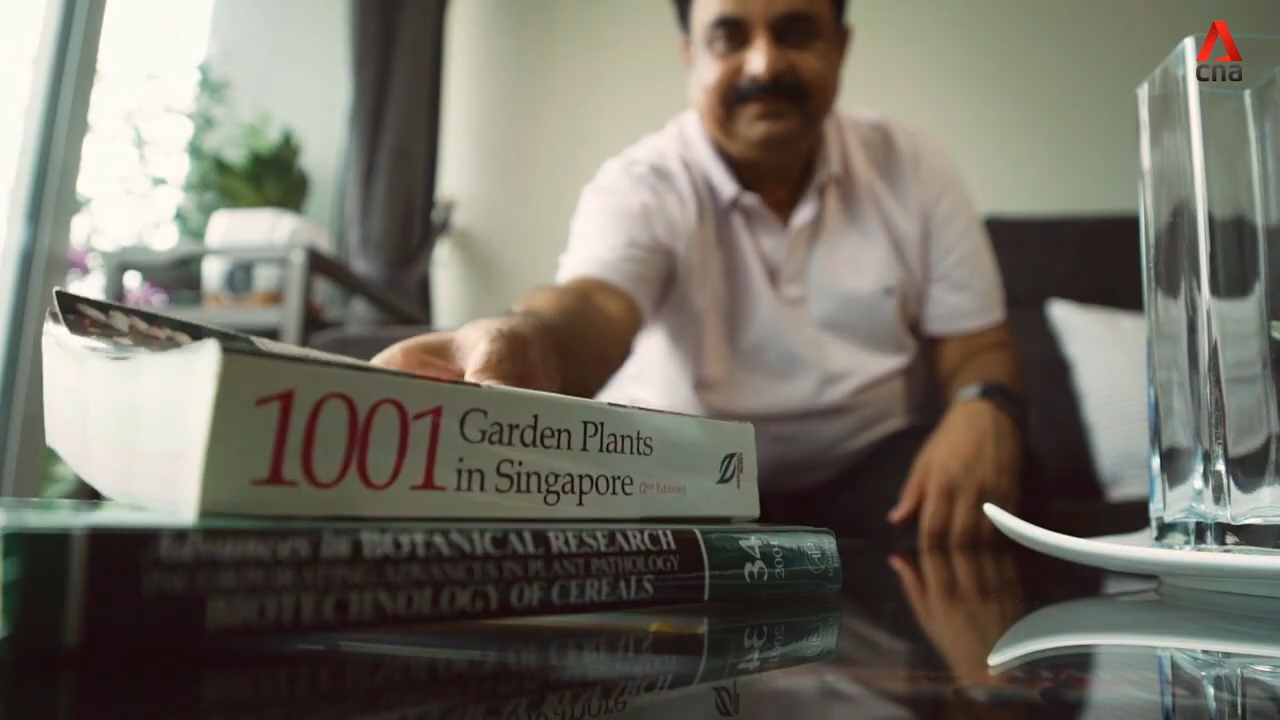 cna
1001
Garden Plants
in Singapore (2nd Edition)
Advances in BOTANICAL RESEARCH
INCORPORATING ADVANCES IN PLANT PATHOLOGY
BIOTECHNOLOGY OF CEREALS
34